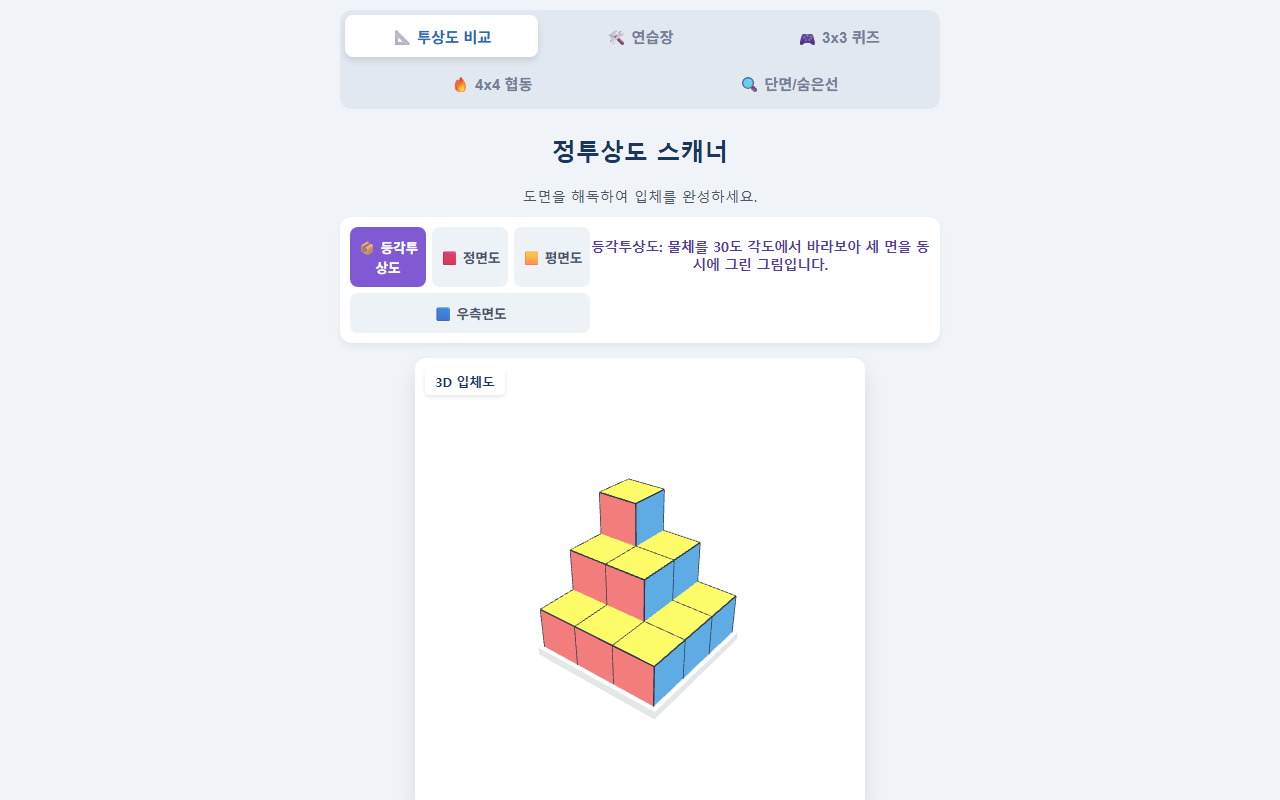 📐 투상도 비교
🛠️ 연습장
🎮 3x3 퀴즈
🔥 4x4 협동
🔍 단면/숨은선
정투상도 스캐너
도면을 해독하여 입체를 완성하세요.
📦 등각투
상도
🟥 정면도
🟨 평면도
🟦 우측면도
등각투상도: 물체를 30도 각도에서 바라보아 세 면을 동
시에 그린 그림입니다.
3D 입체도